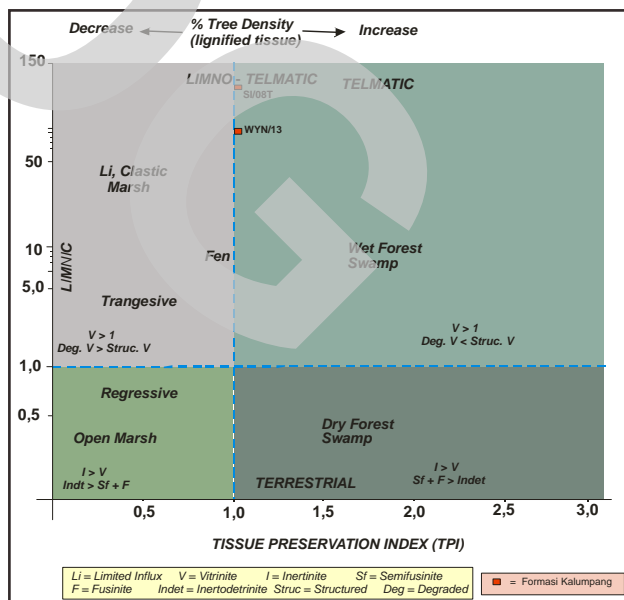 Decrease
% Tree Density
(lignified tissue)
Increase
150
LIMNO - TELMATIC
TELMATIC
SI/08T
WYN/13
50
Li, Clastic
Marsh
10
L/M/N/C
Fen
Wet Forest
Swamp
5,0
Trangesive
V > 1
Deg. V > Struc. V
V > 1
Deg. V < Struc. V
1,0
Regressive
0,5
Open Marsh
Dry Forest
Swamp
I > V
Indt > Sf + F
TERRESTRIAL
I > V
Sf + F > Indet
0,5
1,0
2,0
2,5
3,0
TISSUE PRESERVATION INDEX (TPI)
Li = Limited Influx V = Vitrinite I = Inertinite Sf = Semifusinite
F = Fusinite Indet = Inertodetrinite Struc = Structured Deg = Degraded
= Formasi Kalumpang